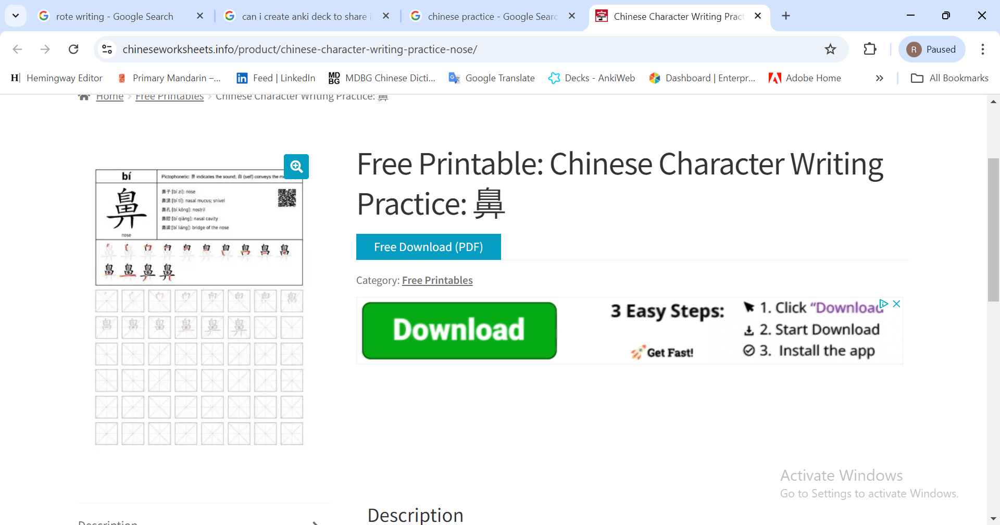 rote writing - Google Search
can i create anki deck to share i
chinese practice - Google Searc
Chinese Character Writing Pract
chineseworksheets.info/product/chinese-character-writing-practice-nose/
R Paused
H Hemingway Editor
Primary Mandarin –...
in Feed | LinkedIn
MD BG MDBG Chinese Dicti...
Google Translate
Decks - AnkiWeb
Dashboard | Enterpr...
Adobe Home
All Bookmarks
Home > Free Printables > Chinese Character Writing Practice: 鼻
bí
Pictophonetic: 畀 indicates the sound; 自 (self) conveys the m
鼻
nose
鼻子 [bí zi]: nose
鼻涕 [bí tì]: nasal mucus; snivel
鼻孔 [bí kǒng]: nostril
鼻腔 [bí qiāng]: nasal cavity
鼻梁 [bí liáng]: bridge of the nose
Free Printable: Chinese Character Writing
Practice: 鼻
Free Download (PDF)
Category: Free Printables
Download
3 Easy Steps:
Get Fast!
1. Click “Download
2. Start Download
3. Install the app
Activate Windows
Go to Settings to activate Windows.
Description
Description